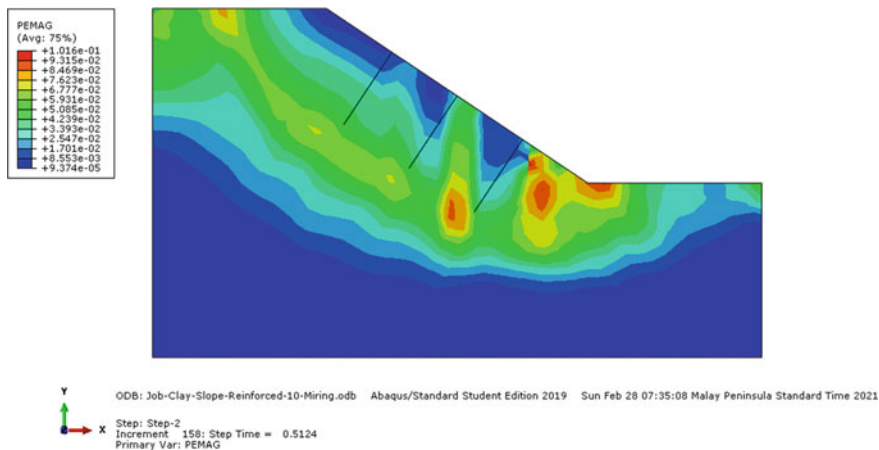 PEMAG
(Avg: 75%)
+1.016e-01
+9.315e-02
+8.469e-02
+7.623e-02
+6.777e-02
+5.931e-02
+5.085e-02
+4.239e-02
+3.393e-02
+2.547e-02
+1.701e-02
+8.553e-03
+9.374e-05
Y
X
ODB: Job-Clay-Slope-Reinforced-10-Miring.odb Abaqus/Standard Student Edition 2019 Sun Feb 28 07:35:08 Malay Peninsula Standard Time 2021
Step: Step-2
Increment 158: Step Time = 0.5124
Primary Var: PEMAG